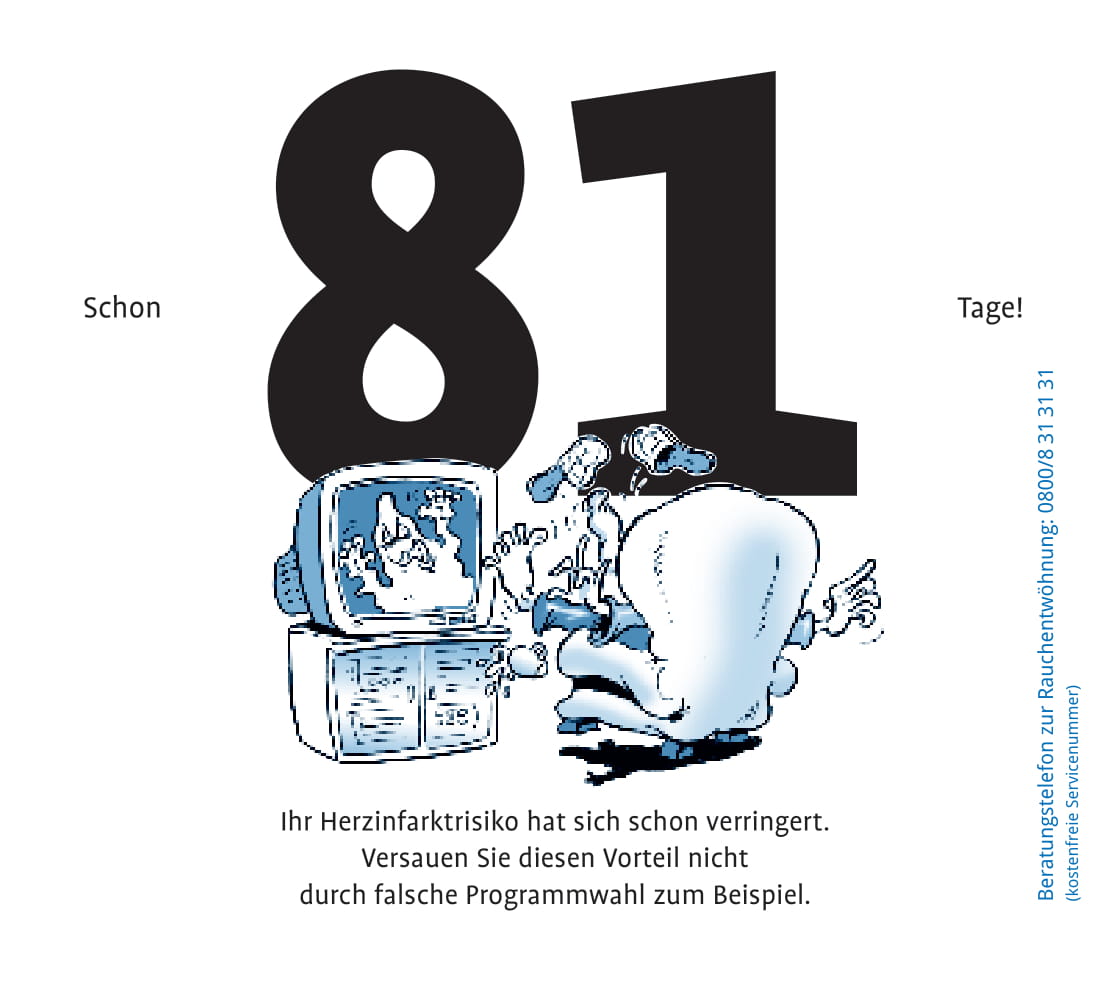 Schon
81
Tage!
Ihr Herzinfarktrisiko hat sich schon verringert.
Versauen Sie diesen Vorteil nicht
durch falsche Programmwahl zum Beispiel.
Beratungstelefon zur Rauchentwöhnung: 0800/8 31 31 31
(kostenfreie Servicenummer)